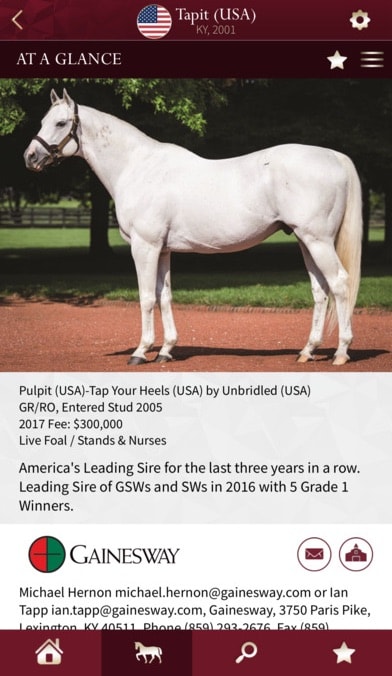 Tapit (USA)
KY, 2001
AT A GLANCE
Pulpit (USA)-Tap Your Heels (USA) by Unbridled (USA)
GR/RO, Entered Stud 2005
2017 Fee: $300,000
Live Foal / Stands & Nurses
America's Leading Sire for the last three years in a row.
Leading Sire of GSWs and SWs in 2016 with 5 Grade 1
Winners.
GAINESWAY
Michael Hernon michael.hernon@gainesway.com or Ian
Tapp ian.tapp@gainesway.com, Gainesway, 3750 Paris Pike,
Lexington, KY 40511, Phone (859) 293-2676, Fax (859)